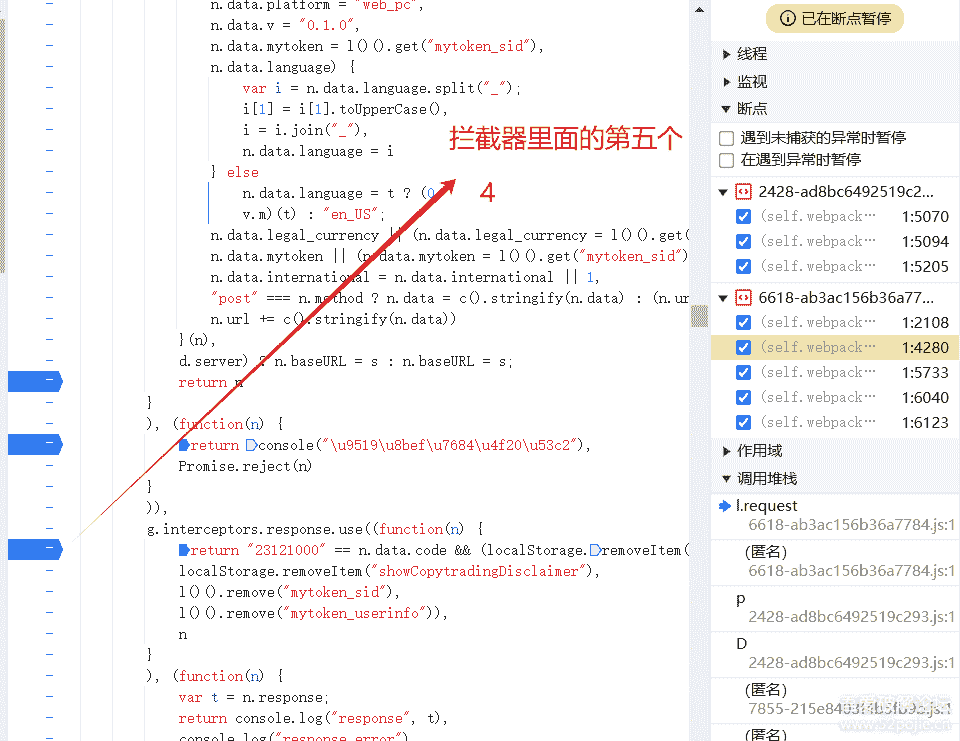 n.data.platform = "web_pc",
n.data.v = "0.1.0",
n.data.mytoken = l()().get("mytoken_sid"),
n.data.language) {
var i = n.data.language.split("_");
i[1] = i[1].toUpperCase(),
i = i.join("_"),
n.data.language = i
} else
n.data.language = t ? (0
v.m)(t) : "en_US";
n.data.legal_currency || (n.data.legal_currency = l()().get(
n.data.mytoken || (n.data.mytoken = l()().get("mytoken_sid")
n.data.international = n.data.international || 1,
"post" === n.method ? n.data = c().stringify(n.data) : (n.ur
n.url += c().stringify(n.data))
}(n),
d.server) ? n.baseURL = s : n.baseURL = s;
return n
}
), (function(n) {
return console("\u9519\u8bef\u7684\u4f20\u53c2"),
Promise.reject(n)
}
)),
g.interceptors.response.use((function(n) {
return "23121000" == n.data.code && (localStorage.removeItem(
localStorage.removeItem("showCopytradingDisclaimer"),
l()().remove("mytoken_sid"),
l()().remove("mytoken_userinfo")),
n
}
), (function(n) {
var t = n.response;
return console.log("response", t),
console.log("response error")
拦截器里面的第五个
4
已在断点暂停
线程
监视
断点
遇到未捕获的异常时暂停
在遇到异常时暂停
2428-ad8bc6492519c2...
(self.webpack… 1:5070
(self.webpack… 1:5094
(self.webpack… 1:5205
6618-ab3ac156b36a77...
(self.webpack… 1:2108
(self.webpack… 1:4280
(self.webpack… 1:5733
(self.webpack… 1:6040
(self.webpack… 1:6123
作用域
调用堆栈
l.request
6618-ab3ac156b36a7784.js:1
(匿名)
6618-ab3ac156b36a7784.js:1
p
2428-ad8bc6492519c293.js:1
D
2428-ad8bc6492519c293.js:1
(匿名)
www.52pojie.cn
(匿名)